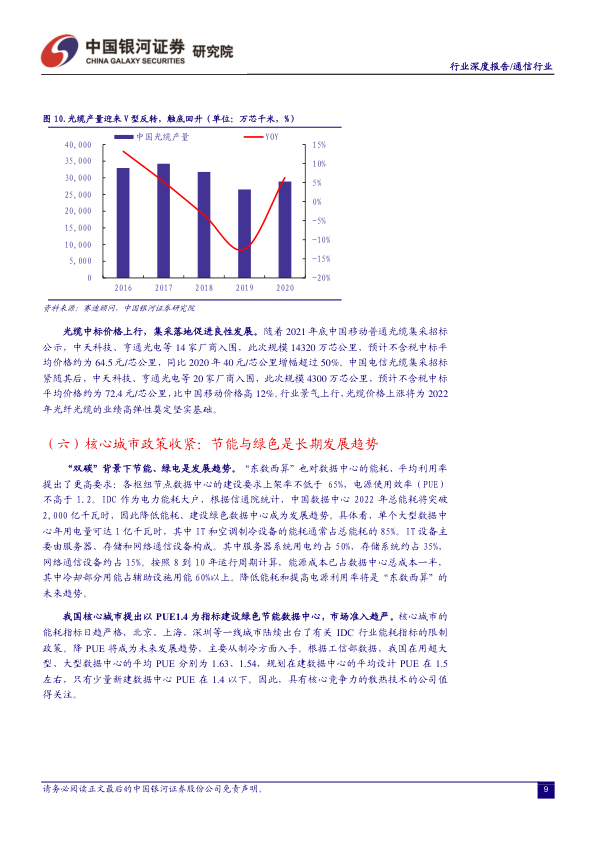 中国银河证券 研究院
CHINA GALAXY SECURITIES
行业深度报告/通信行业
图 10.光缆产量迎来 V 型反转，触底回升（单位：万芯千米，%）
中国光缆产量 YOY
40,000 15%
35,000 10%
30,000 5%
25,000 0%
20,000 -5%
15,000 -10%
10,000 -15%
5,000 -20%
0
2016 2017 2018 2019 2020
资料来源：赛迪顾问，中国银河证券研究院
光缆中标价格上行，集采落地促进良性发展。随着 2021 年底中国移动普通光缆集采招标
公示，中天科技、亨通光电等 14 家厂商入围，此次规模 14320 万芯公里，预计不含税中标平
均价格约为 64.5 元/芯公里，同比 2020 年 40 元/芯公里增幅超过 50%。中国电信光缆集采招标
紧随其后，中天科技、亨通光电等 20 家厂商入围，此次规模 4300 万芯公里，预计不含税中标
平均价格约为 72.4 元/芯公里，比中国移动价格高 12%。行业景气上行，光缆价格上涨将为 2022
年光纤光缆的业绩高弹性奠定坚实基础。
（六）核心城市政策收紧：节能与绿色是长期发展趋势
“双碳”背景下节能、绿电是发展趋势。“东数西算”也对数据中心的能耗、平均利用率
提出了更高要求：各枢纽节点数据中心的建设要求上架率不低于 65%，电源使用效率（PUE）
不高于 1.2。IDC 作为电力能耗大户，根据信通院统计，中国数据中心 2022 年总能耗将突破
2,000 亿千瓦时，因此降低能耗、建设绿色数据中心成为发展趋势。具体看，单个大型数据中
心年用电量可达 1 亿千瓦时，其中 IT 和空调制冷设备的能耗通常占总能耗的 85%。IT 设备主
要由服务器、存储和网络通信设备构成。其中服务器系统用电约占 50%，存储系统约占 35%，
网络通信设备约占 15%。按照 8 到 10 年运行周期计算，能源成本已占数据中心总成本一半，
其中冷却部分用能占辅助设施用能 60%以上。降低能耗和提高电源利用率将是“东数西算”的
未来趋势。
我国核心城市提出以 PUE1.4 为指标建设绿色节能数据中心，市场准入趋严。核心城市的
能耗指标日趋严格，北京、上海、深圳等一线城市陆续出台了有关 IDC 行业能耗指标的限制
政策。降 PUE 将成为未来发展趋势，主要从制冷方面入手。根据工信部数据，我国在用超大
型、大型数据中心的平均 PUE 分别为 1.63、1.54，规划在建数据中心的平均设计 PUE 在 1.5
左右，只有少量新建数据中心 PUE 在 1.4 以下。因此，具有核心竞争力的散热技术的公司值
得关注。
请务必阅读正文最后的中国银河证券股份公司免责声明。
9